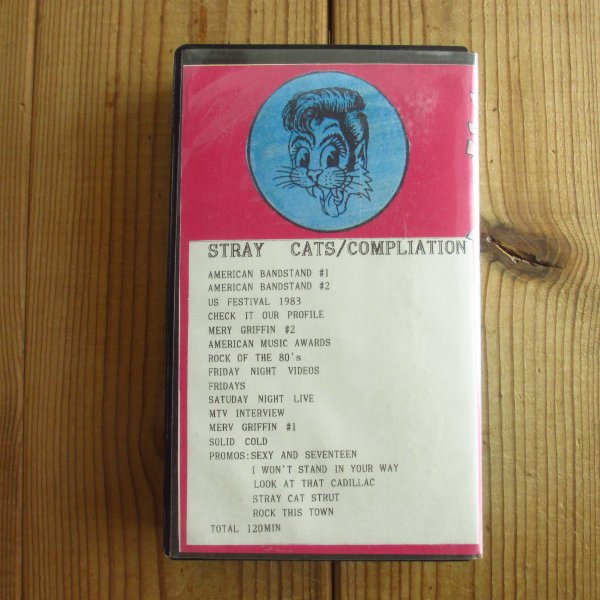 STRAY CATS/COMPLIATION
AMERICAN BANDSTAND #1
AMERICAN BANDSTAND #2
US FESTIVAL 1983
CHECK IT OUR PROFILE
MERY GRIFFIN #2
AMERICAN MUSIC AWARDS
ROCK OF THE 80's
FRIDAY NIGHT VIDEOS
FRIDAYS
SATUDAY NIGHT LIVE
MTV INTERVIEW
MERV GRIFFIN #1
SOLID COLD
PROMOS:SEXY AND SEVENTEEN
I WON'T STAND IN YOUR WAY
LOOK AT THAT CADILLAC
STRAY CAT STRUT
ROCK THIS TOWN
TOTAL 120MIN